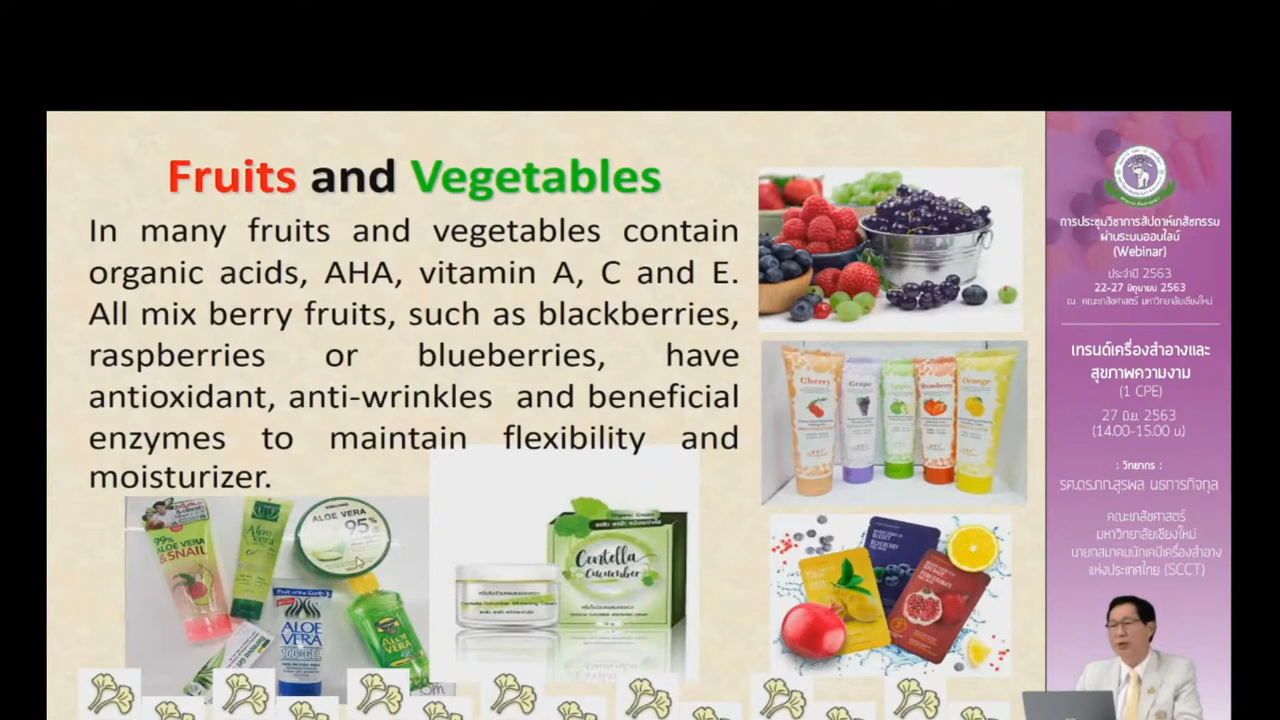 Fruits and Vegetables
In many fruits and vegetables contain
organic acids, AHA, vitamin A, C and E.
All mix berry fruits, such as blackberries,
raspberries or blueberries, have
antioxidant, anti-wrinkles and beneficial
enzymes to maintain flexibility and
moisturizer.
Cherry
Grape
Strawberry
Orange
99%
ALOE VERA
& SNAIL
Aloe
Vera
ALOE VERA
95%
Fruit of the Earth
ALOE
VERA
100% GEL
ALOE
VERA
Organic Cream
Centella
Cucumber
BLUEBERRY
POMEGRANATE
การประชุมวิชาการสัปดาห์เภสัชกรรม
ผ่านระบบออนไลน์
(Webinar)
ประจำปี 2563
22-27 มิถุนายน 2563
ณ คณะเภสัชศาสตร์ มหาวิทยาลัยเชียงใหม่
เทรนด์เครื่องสำอางและ
สุขภาพความงาม
(1 CPE)
27 มิ.ย. 2563
(14.00-15.00 น)
: วิทยากร :
รศ.ดร.ภก.สุรพล นธการกิจกุล
คณะเภสัชศาสตร์
มหาวิทยาลัยเชียงใหม่
นายกสมาคมนักเคมีเครื่องสำอาง
แห่งประเทศไทย (SCCT)